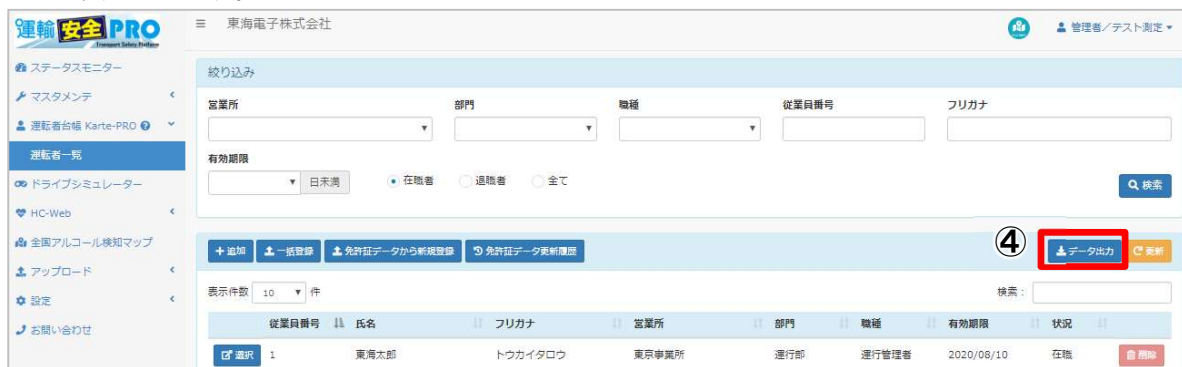 運輸安全PRO
Transport Safety Platform
≡ 東海電子株式会社
管理者/テスト測定
ステータスモニター
マスタメンテ
運転者台帳 Karte-PRO
運転者一覧
ドライブシミュレーター
HC-Web
全国アルコール検知マップ
アップロード
設定
お問い合わせ
絞り込み
営業所 部門 職種 従業員番号 フリガナ
有効期限
日未満 在職者 退職者 全て
検索
+追加 一括登録 免許証データから新規登録 免許証データ更新履歴 ④ データ出力 更新
表示件数 10 件 検索:
従業員番号 氏名 フリガナ 営業所 部門 職種 有効期限 状況
選択 1 東海太郎 トウカイタロウ 東京事業所 運行部 運行管理者 2020/08/10 在職 削除